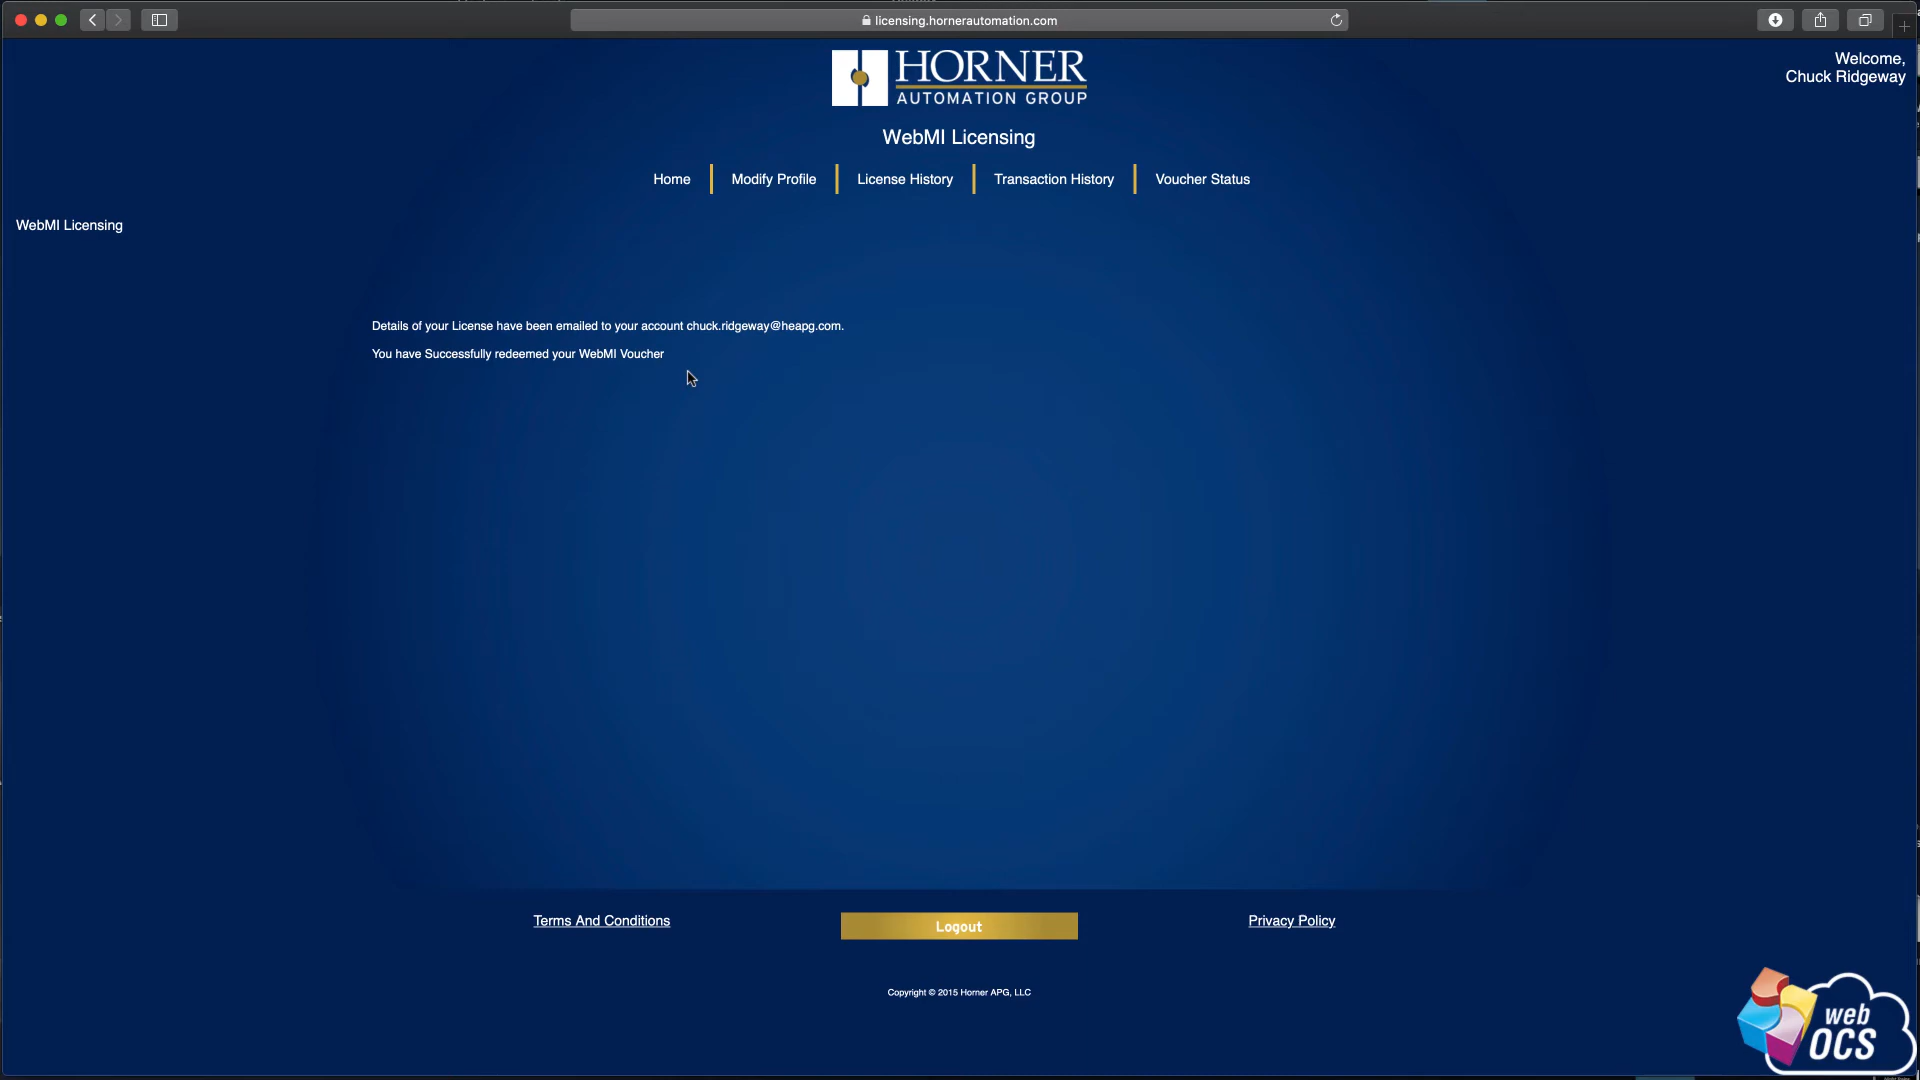 licensing.hornerautomation.com
Welcome,
Chuck Ridgeway
HORNER
AUTOMATION GROUP
WebMI Licensing
Home
Modify Profile
License History
Transaction History
Voucher Status
WebMI Licensing
Details of your License have been emailed to your account chuck.ridgeway@heapg.com.
You have Successfully redeemed your WebMI Voucher
Terms And Conditions
Logout
Privacy Policy
Copyright © 2015 Horner APG, LLC
web
OCS